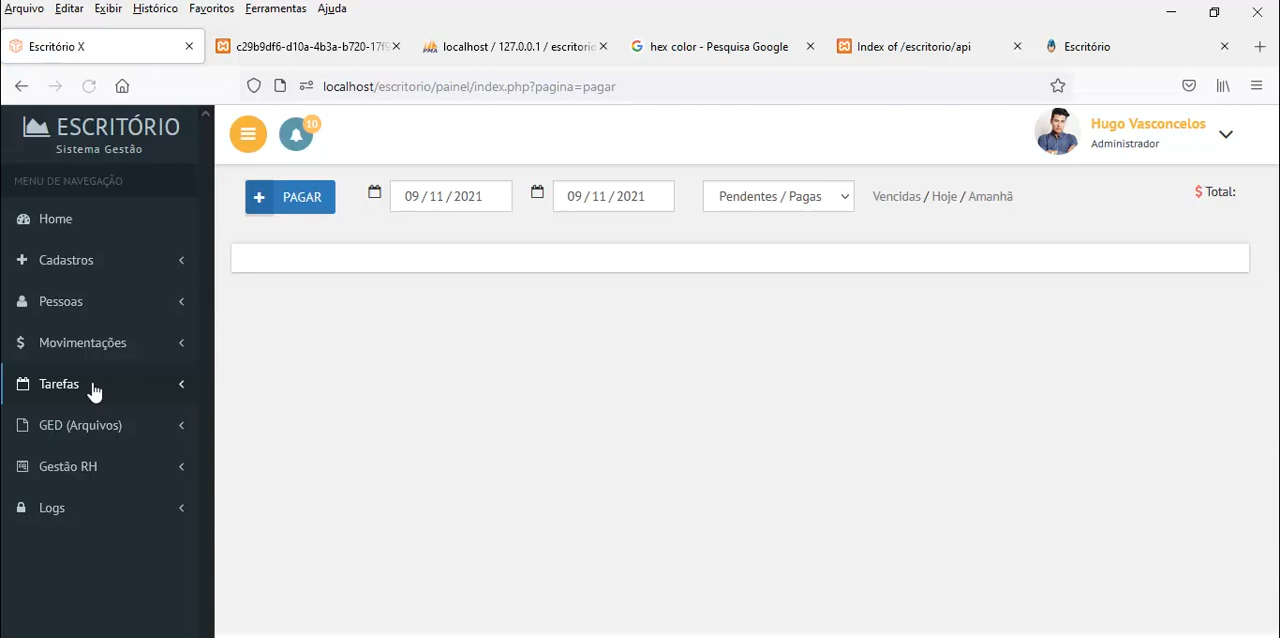 Arquivo Editar Exibir Histórico Favoritos Ferramentas Ajuda
Escritório X
c29b9df6-d10a-4b3a-b720-17f9
localhost / 127.0.0.1 / escritorio
hex color - Pesquisa Google
Index of /escritorio/api
Escritório
localhost/escritorio/painel/index.php?pagina=pagar
ESCRITÓRIO
Sistema Gestão
10
Hugo Vasconcelos
Administrador
MENU DE NAVEGAÇÃO
Home
Cadastros
Pessoas
Movimentações
Tarefas
GED (Arquivos)
Gestão RH
Logs
+ PAGAR
09 / 11 / 2021
09 / 11 / 2021
Pendentes / Pagas
Vencidas / Hoje / Amanhã
$ Total: